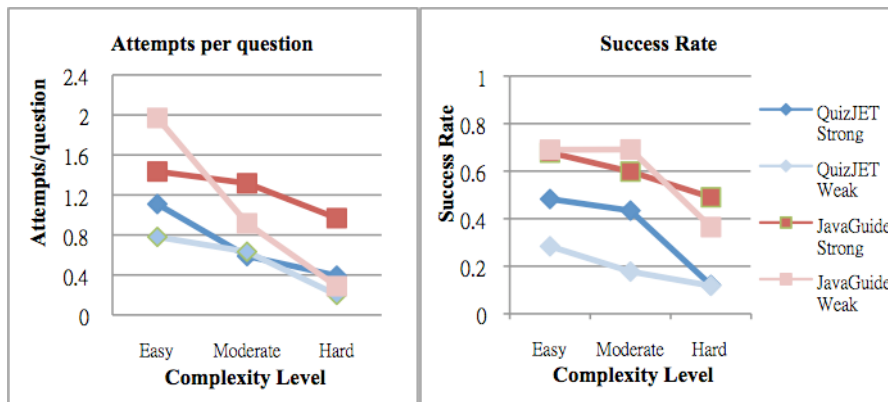 Attempts per question
2.4
2
1.6
1.2
0.8
0.4
0
Attempts/question
Easy Moderate Hard
Complexity Level
Success Rate
1
0.8
0.6
0.4
0.2
0
Success Rate
Easy Moderate Hard
Complexity Level
QuizJET
Strong
QuizJET
Weak
JavaGuide
Strong
JavaGuide
Weak